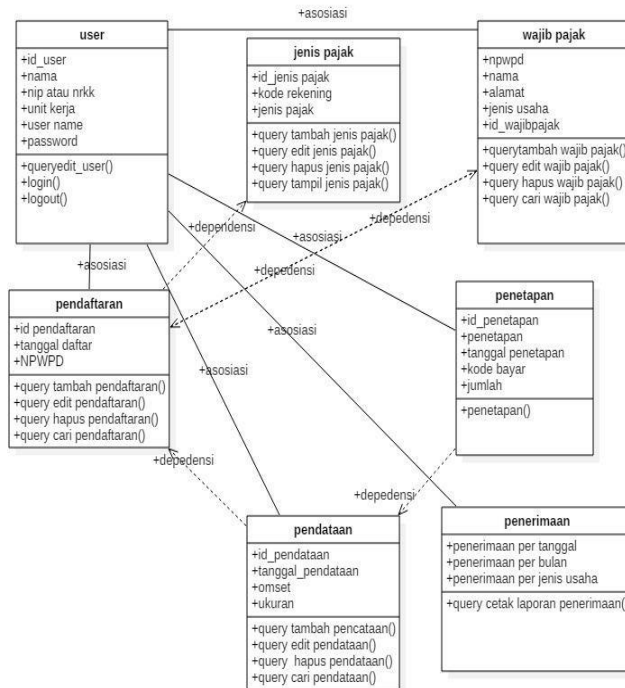 +asosiasi
user
+id_user
+nama
+nip atau nrkk
+unit kerja
+user name
+password
+queryedit_user()
+login()
+logout()
jenis pajak
+id_jenis pajak
+kode rekening
+jenis pajak
+query tambah jenis pajak()
+query edit jenis pajak()
+query hapus jenis pajak()
+query tampil jenis pajak()
wajib pajak
+npwpd
+nama
+alamat
+jenis usaha
+id_wajibpajak
+querytambah wajib pajak()
+query edit wajib pajak()
+query hapus wajib pajak()
+query cari wajib pajak()
+dependensi
+depedensi
+asosiasi
+asosiasi
+depedensi
pendaftaran
+id pendaftaran
+tanggal daftar
+NPWPD
+query tambah pendaftaran()
+query edit pendaftaran()
+query hapus pendaftaran()
+query cari pendaftaran()
+asosiasi
+asosiasi
penetapan
+id_penetapan
+penetapan
+tanggal penetapan
+kode bayar
+jumlah
+penetapan()
+depedensi
+depedensi
pendataan
+id_pendataan
+tanggal_pendataan
+omset
+ukuran
+query tambah pencataan()
+query edit pendataan()
+query hapus pendataan()
+query cari pendataan()
penerimaan
+penerimaan per tanggal
+penerimaan per bulan
+penerimaan per jenis usaha
+query cetak laporan penerimaan(